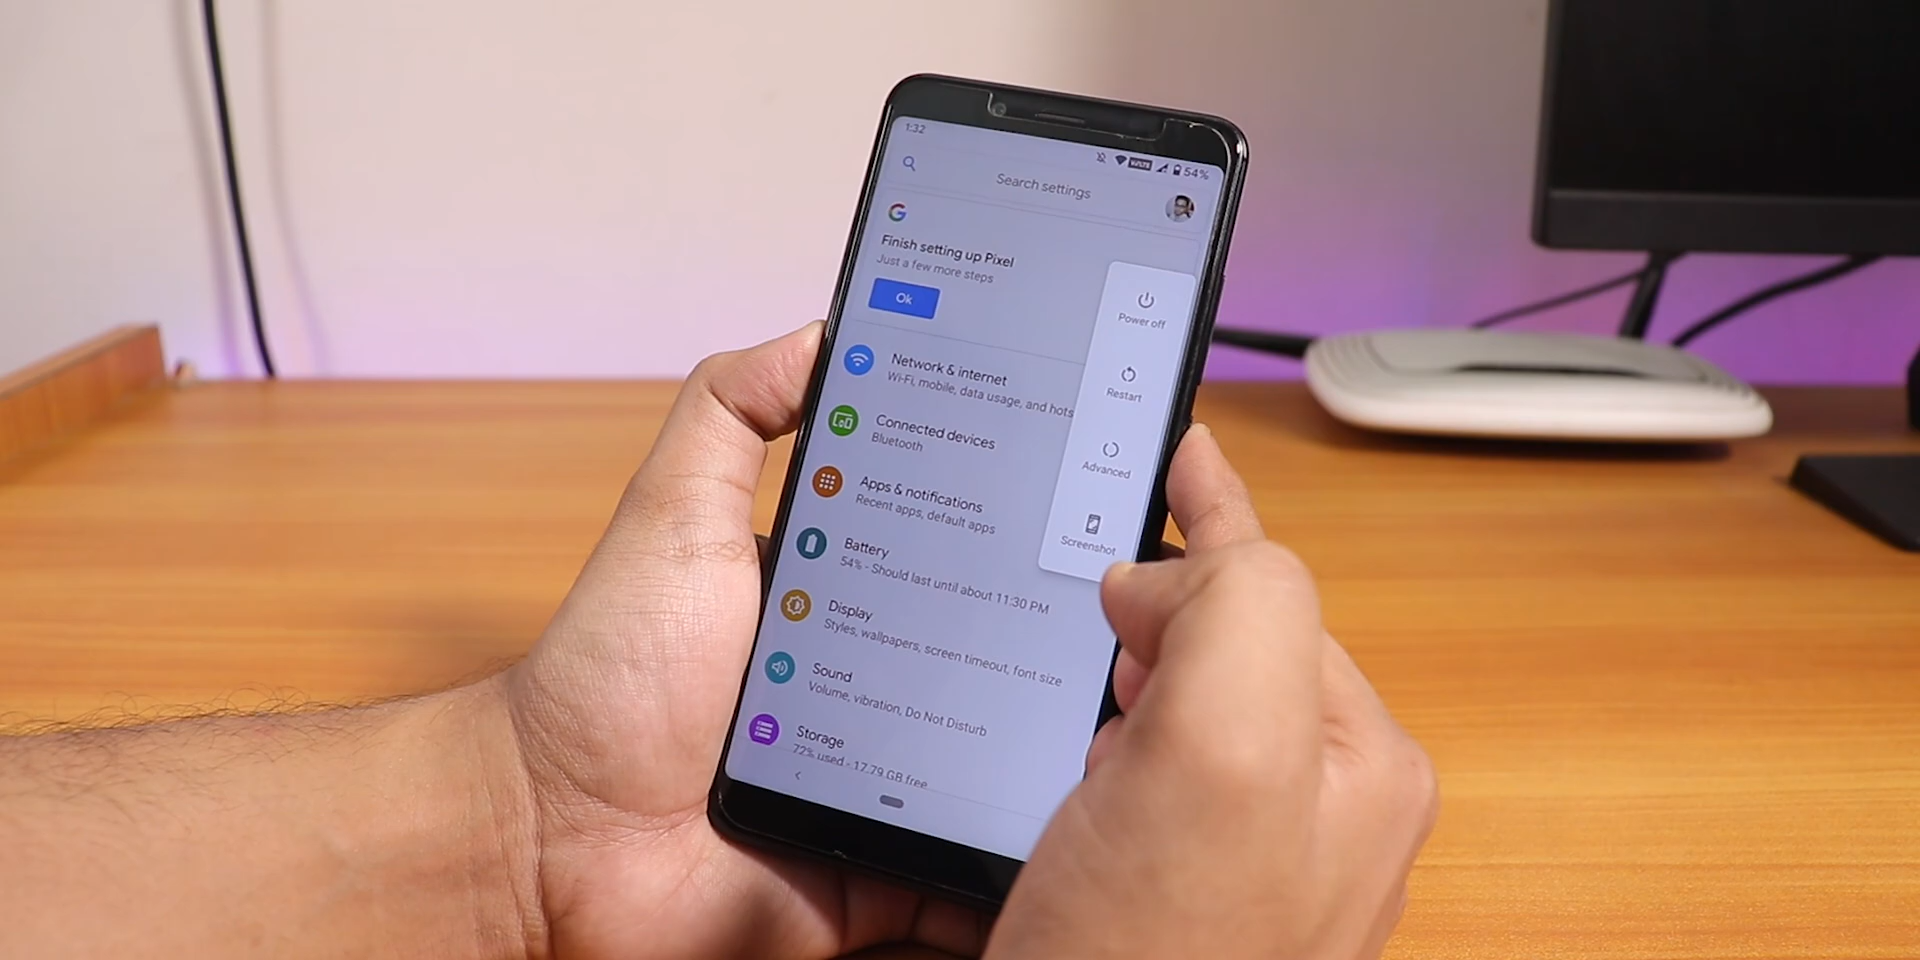 1:32
VoLTE
54%
Search settings
G
Finish setting up Pixel
Just a few more steps
Ok
Network & internet
Wi-Fi, mobile, data usage, and hots
Connected devices
Bluetooth
Apps & notifications
Recent apps, default apps
Battery
54% - Should last until about 11:30 PM
Display
Styles, wallpapers, screen timeout, font size
Sound
Volume, vibration, Do Not Disturb
Storage
72% used - 17.79 GB free
Power off
Restart
Advanced
Screenshot